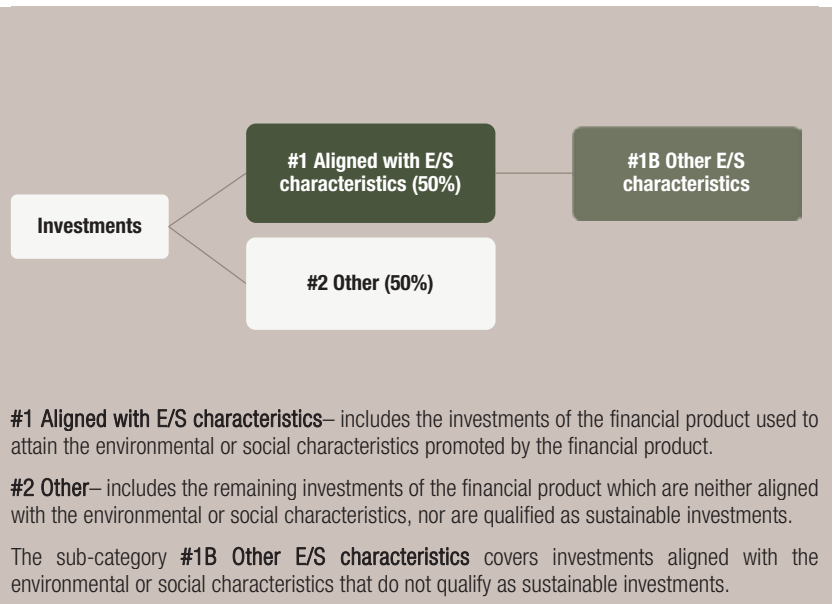 #1 Aligned with E/S
characteristics (50%)
#1B Other E/S
characteristics
Investments
#2 Other (50%)
#1 Aligned with E/S characteristics– includes the investments of the financial product used to
attain the environmental or social characteristics promoted by the financial product.
#2 Other– includes the remaining investments of the financial product which are neither aligned
with the environmental or social characteristics, nor are qualified as sustainable investments.
The sub-category #1B Other E/S characteristics covers investments aligned with the
environmental or social characteristics that do not qualify as sustainable investments.